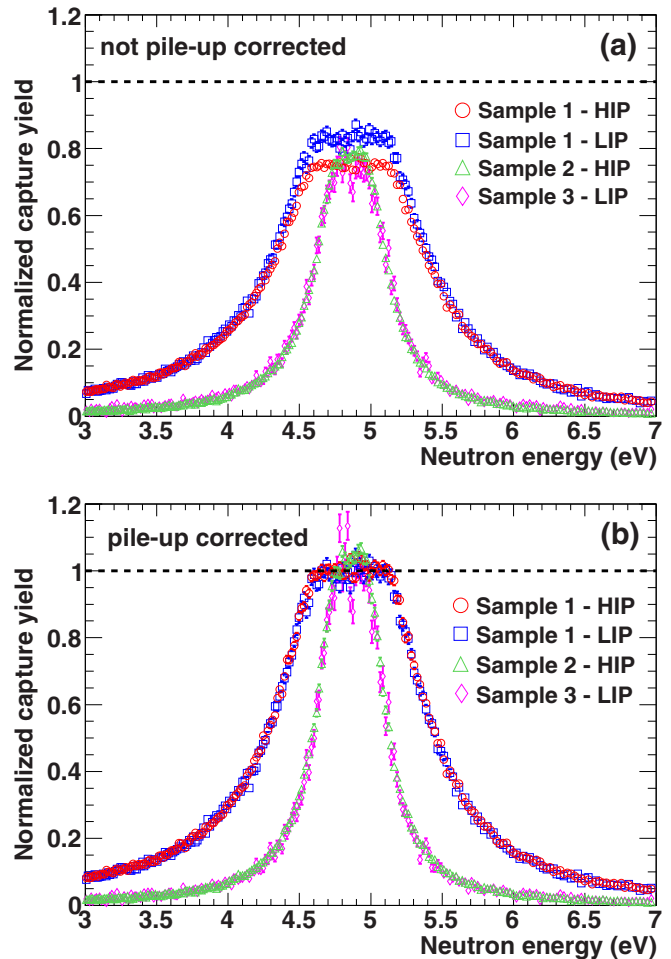 1.2
not pile-up corrected
(a)
1
Sample 1 - HIP
Sample 1 - LIP
Sample 2 - HIP
Sample 3 - LIP
0.8
0.6
0.4
0.2
0
Normalized capture yield
3 3.5 4 4.5 5 5.5 6 6.5 7
Neutron energy (eV)
1.2
pile-up corrected
(b)
1
Sample 1 - HIP
Sample 1 - LIP
Sample 2 - HIP
Sample 3 - LIP
0.8
0.6
0.4
0.2
0
Normalized capture yield
3 3.5 4 4.5 5 5.5 6 6.5 7
Neutron energy (eV)